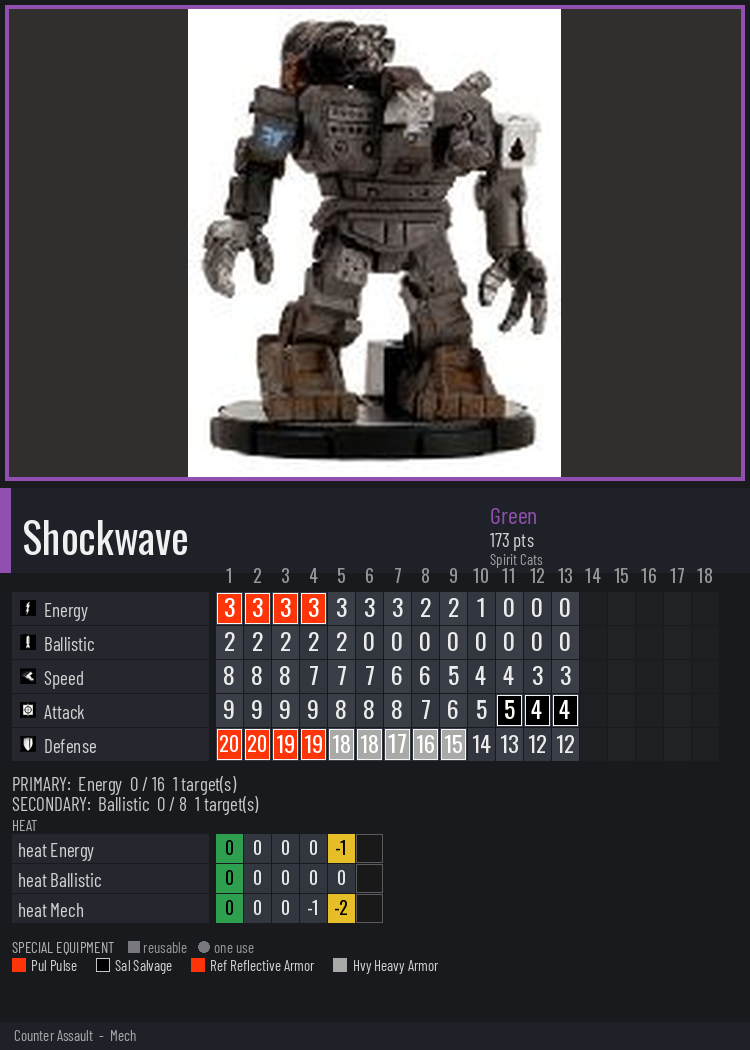 Shockwave
Green
173 pts
Spirit Cats
1 2 3 4 5 6 7 8 9 10 11 12 13 14 15 16 17 18
Energy 3 3 3 3 3 3 3 2 2 1 0 0 0
Ballistic 2 2 2 2 2 0 0 0 0 0 0 0 0
Speed 8 8 8 7 7 7 6 6 5 4 4 3 3
Attack 9 9 9 9 8 8 8 7 6 5 5 4 4
Defense 20 20 19 19 18 18 17 16 15 14 13 12 12
PRIMARY: Energy 0 / 16 1 target(s)
SECONDARY: Ballistic 0 / 8 1 target(s)
HEAT
heat Energy 0 0 0 0 -1
heat Ballistic 0 0 0 0 0
heat Mech 0 0 0 -1 -2
SPECIAL EQUIPMENT reusable one use
Pul Pulse Sal Salvage Ref Reflective Armor Hvy Heavy Armor
Counter Assault - Mech